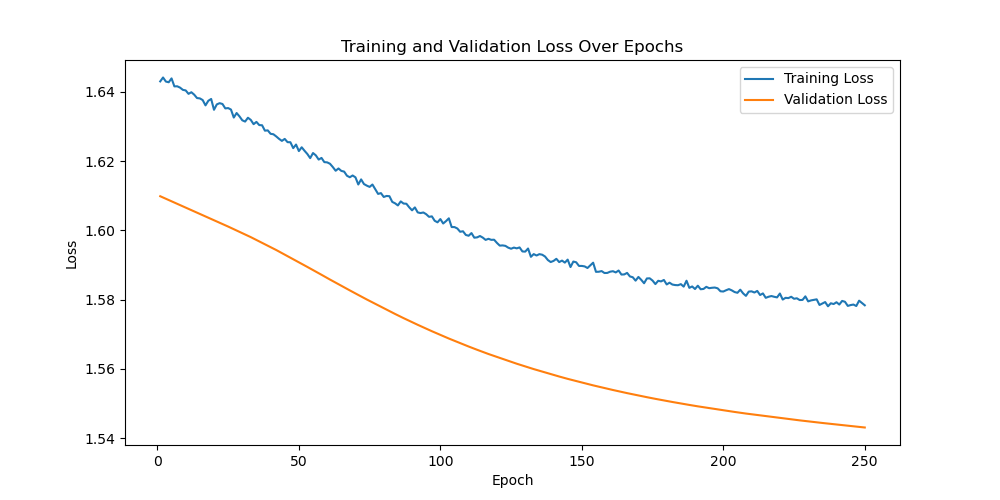 Training and Validation Loss Over Epochs
Training Loss
Validation Loss
1.64
1.62
1.60
1.58
1.56
1.54
Loss
0
50
100
150
200
250
Epoch